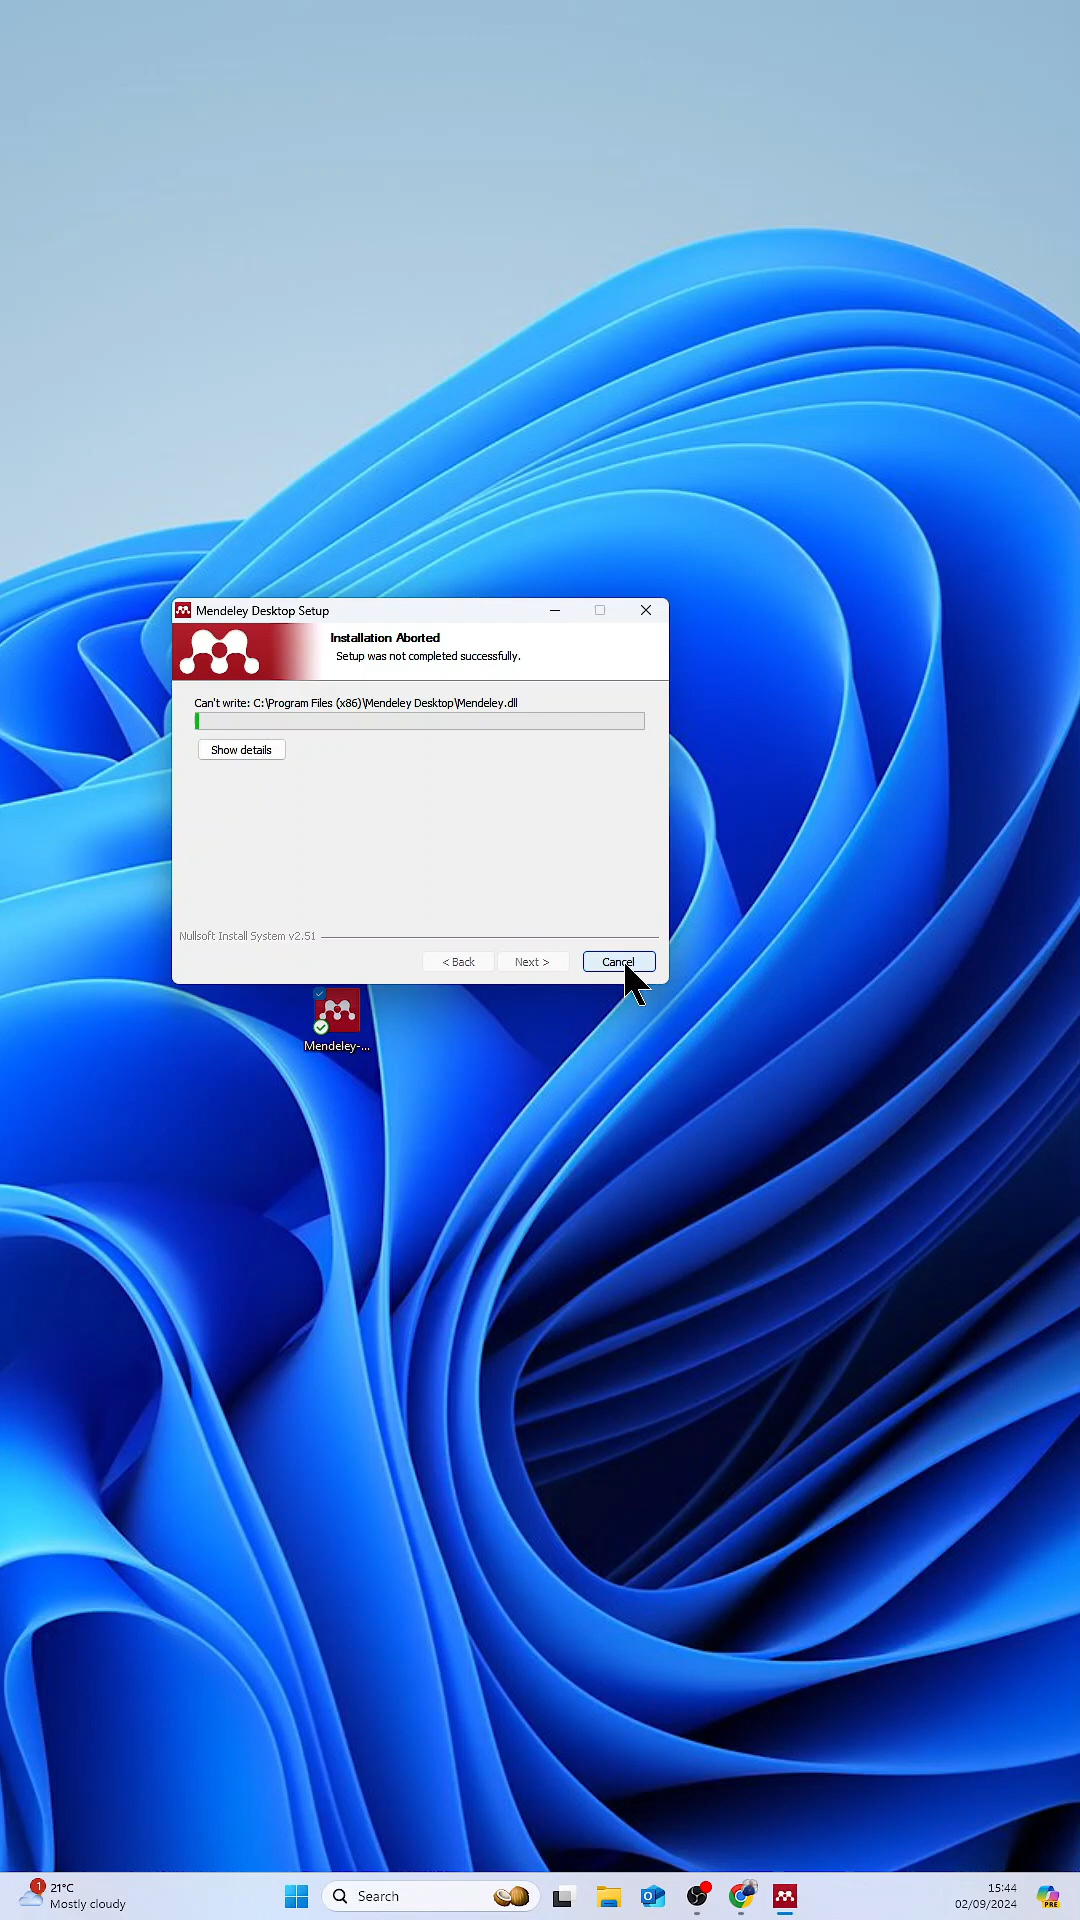 Mendeley Desktop Setup
Installation Aborted
Setup was not completed successfully.
Can't write: C:\Program Files (x86)\Mendeley Desktop\Mendeley.dll
Show details
Nullsoft Install System v2.51
< Back
Next >
Cancel
Mendeley-...
1
21°C
Mostly cloudy
Search
15:44
02/09/2024
PRE